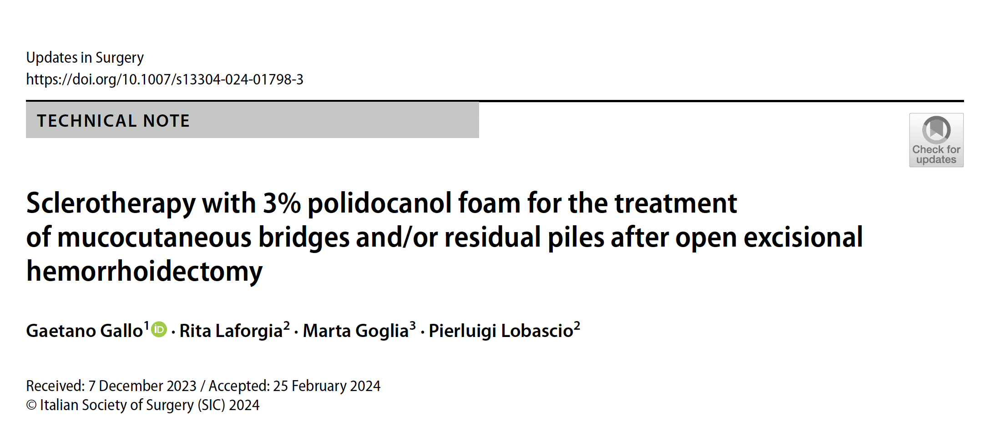 Updates in Surgery
https://doi.org/10.1007/s13304-024-01798-3
TECHNICAL NOTE
Check for
updates
Sclerotherapy with 3% polidocanol foam for the treatment
of mucocutaneous bridges and/or residual piles after open excisional
hemorrhoidectomy
Gaetano Gallo¹ iD · Rita Laforgia² · Marta Goglia³ · Pierluigi Lobascio²
Received: 7 December 2023 / Accepted: 25 February 2024
© Italian Society of Surgery (SIC) 2024